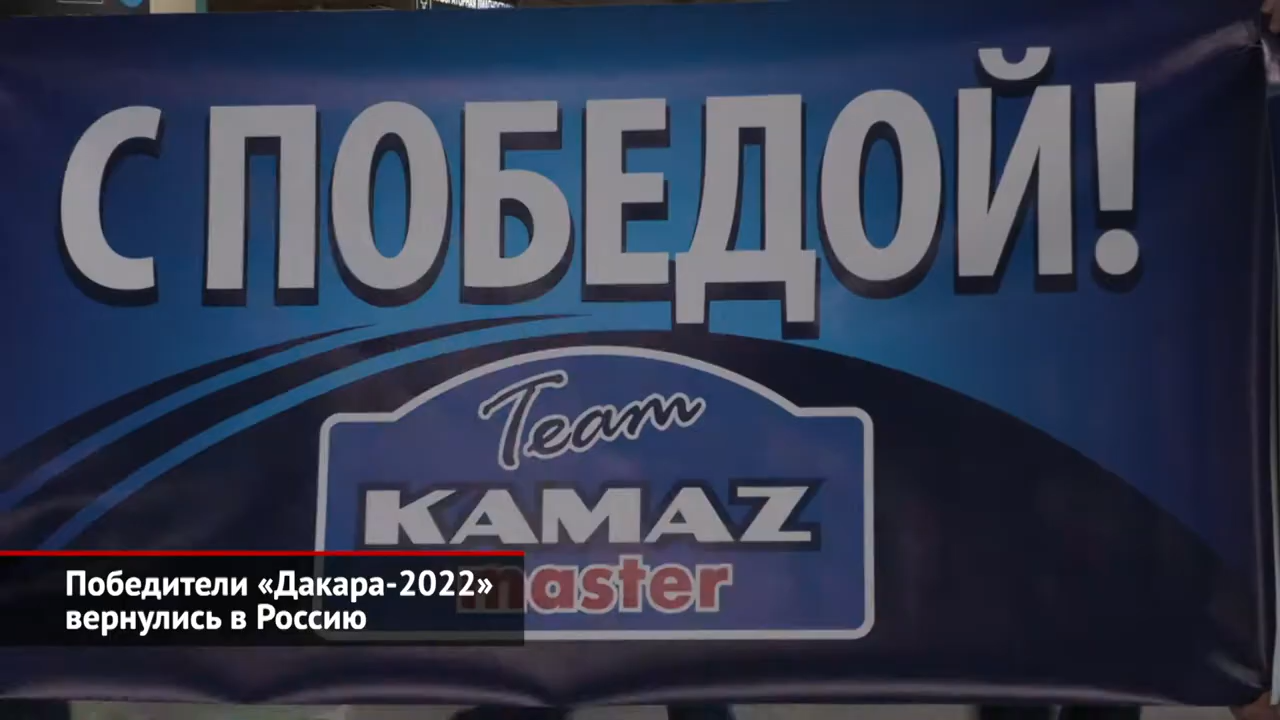 С ПОБЕДОЙ!
Team
KAMAZ
master
Победители «Дакара-2022»
вернулись в Россию